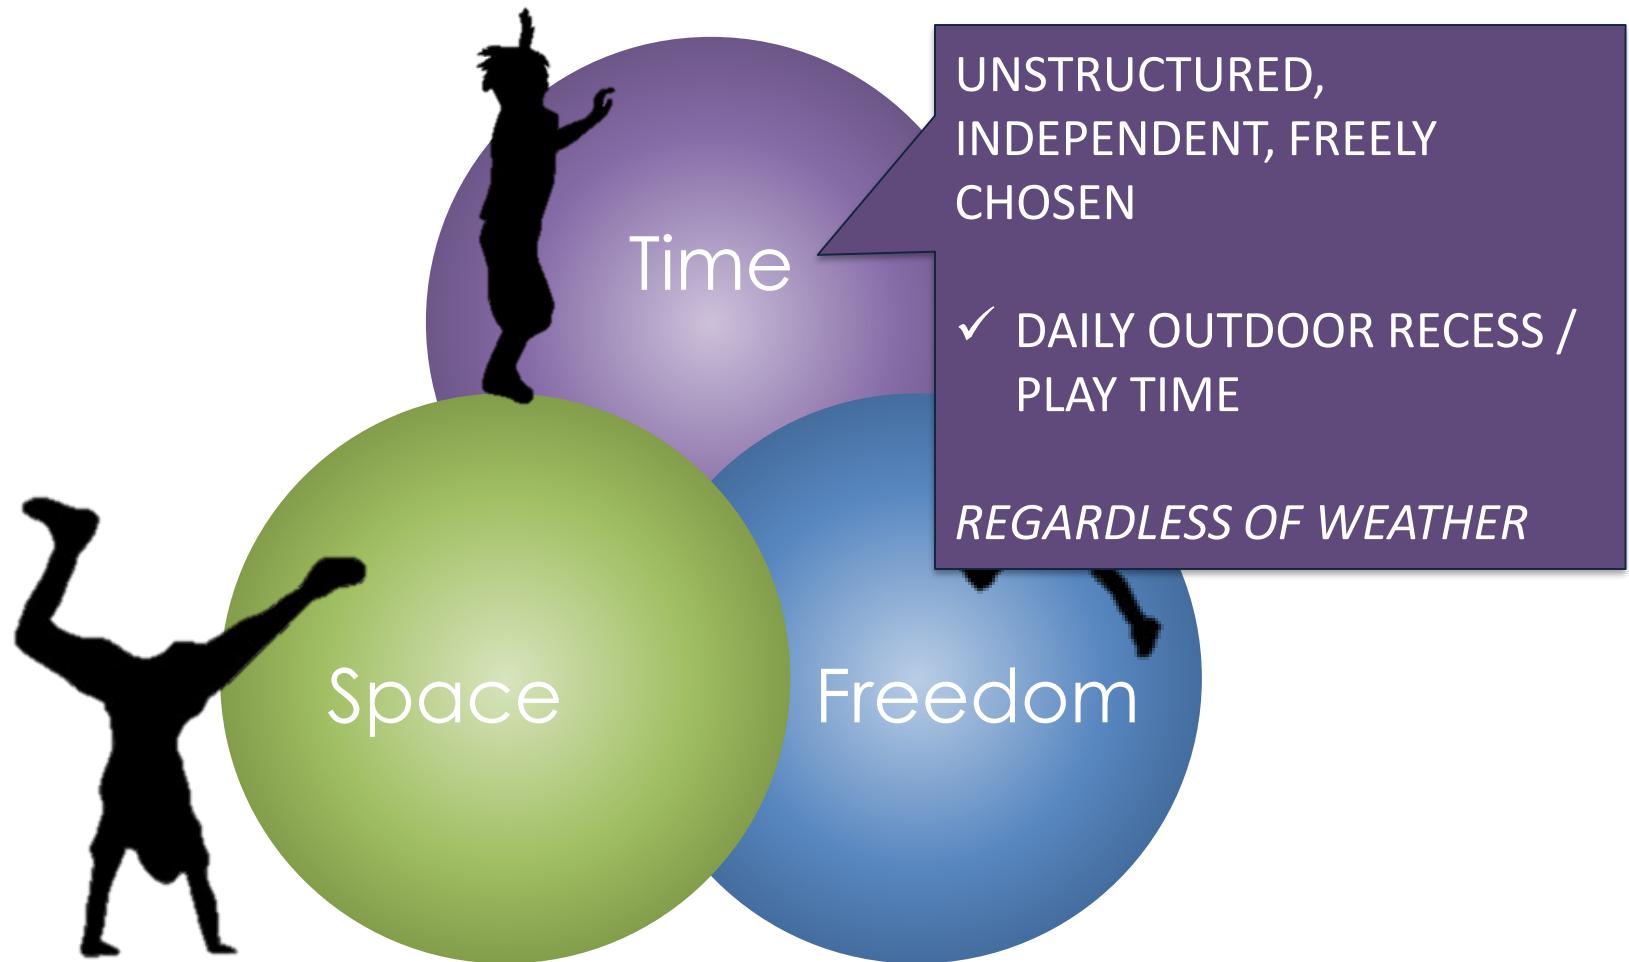 Time
UNSTRUCTURED,
INDEPENDENT, FREELY
CHOSEN
✓ DAILY OUTDOOR RECESS /
PLAY TIME
REGARDLESS OF WEATHER
Space
Freedom